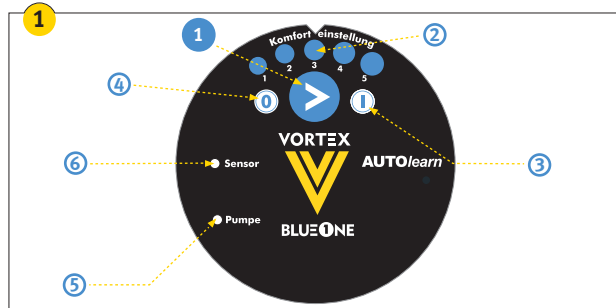 1
1
Komfort einstellung
2
1 2 3 4 5
4
0
>
I
3
VORTEX
6
Sensor
AUTOlearn
Pumpe
BLUE1NE
5